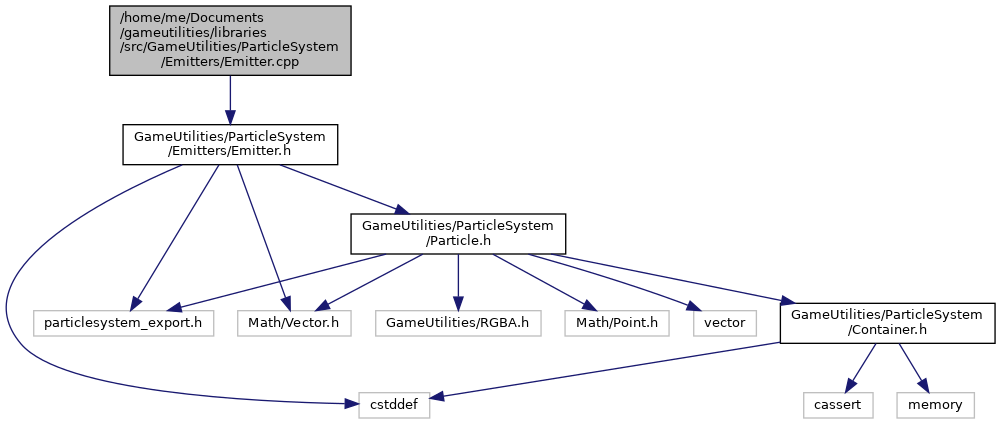 /home/me/Documents
/gameutilities/libraries
/src/GameUtilities/ParticleSystem
/Emitters/Emitter.cpp
GameUtilities/ParticleSystem
/Emitters/Emitter.h
GameUtilities/ParticleSystem
/Particle.h
particlesystem_export.h
Math/Vector.h
GameUtilities/RGBA.h
Math/Point.h
vector
GameUtilities/ParticleSystem
/Container.h
cstddef
cassert
memory